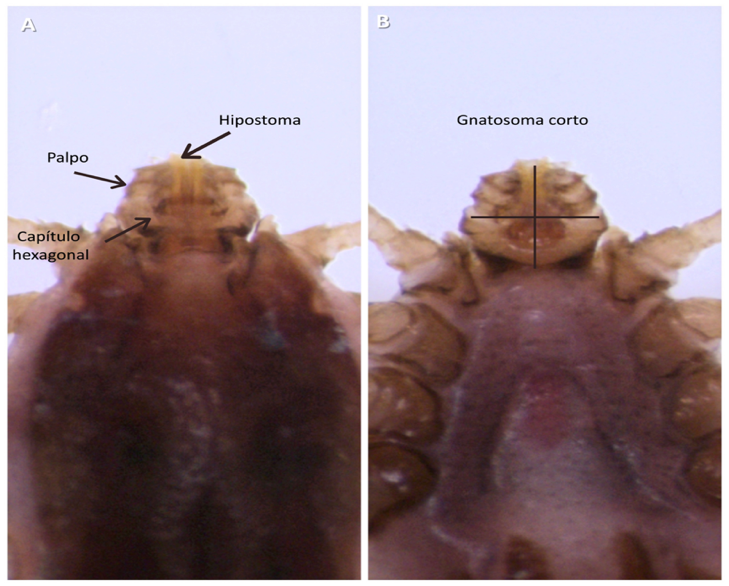 A
Hipostoma
Palpo
Capítulo
hexagonal
B
Gnatosoma corto